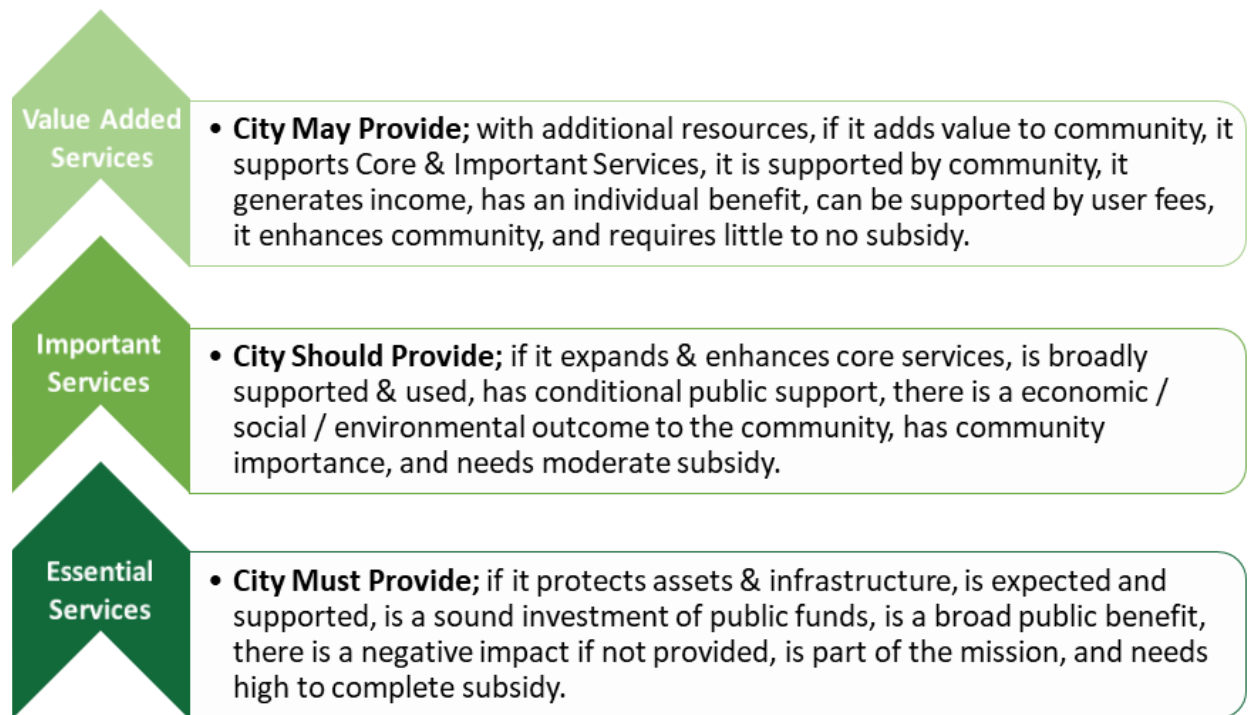 Value Added
Services
• City May Provide; with additional resources, if it adds value to community, it
supports Core & Important Services, it is supported by community, it
generates income, has an individual benefit, can be supported by user fees,
it enhances community, and requires little to no subsidy.
Important
Services
• City Should Provide; if it expands & enhances core services, is broadly
supported & used, has conditional public support, there is a economic /
social / environmental outcome to the community, has community
importance, and needs moderate subsidy.
Essential
Services
• City Must Provide; if it protects assets & infrastructure, is expected and
supported, is a sound investment of public funds, is a broad public benefit,
there is a negative impact if not provided, is part of the mission, and needs
high to complete subsidy.